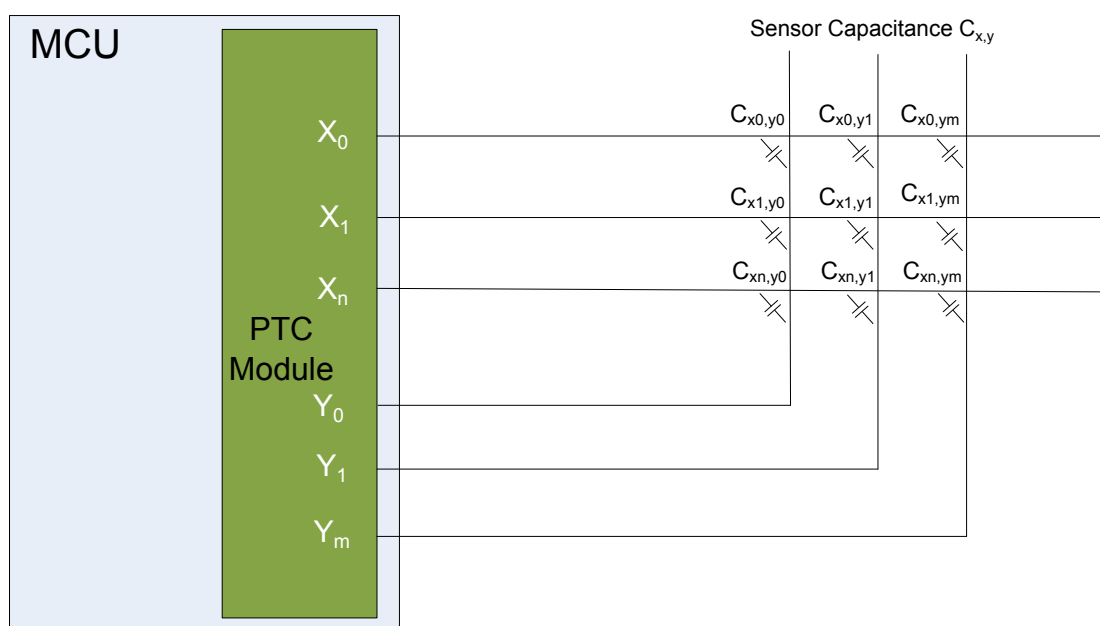 MCU
Sensor Capacitance Cx,y
X0
Cx0,y0 Cx0,y1 Cx0,ym
X1
Cx1,y0 Cx1,y1 Cx1,ym
Xn
Cxn,y0 Cxn,y1 Cxn,ym
PTC
Module
Y0
Y1
Ym